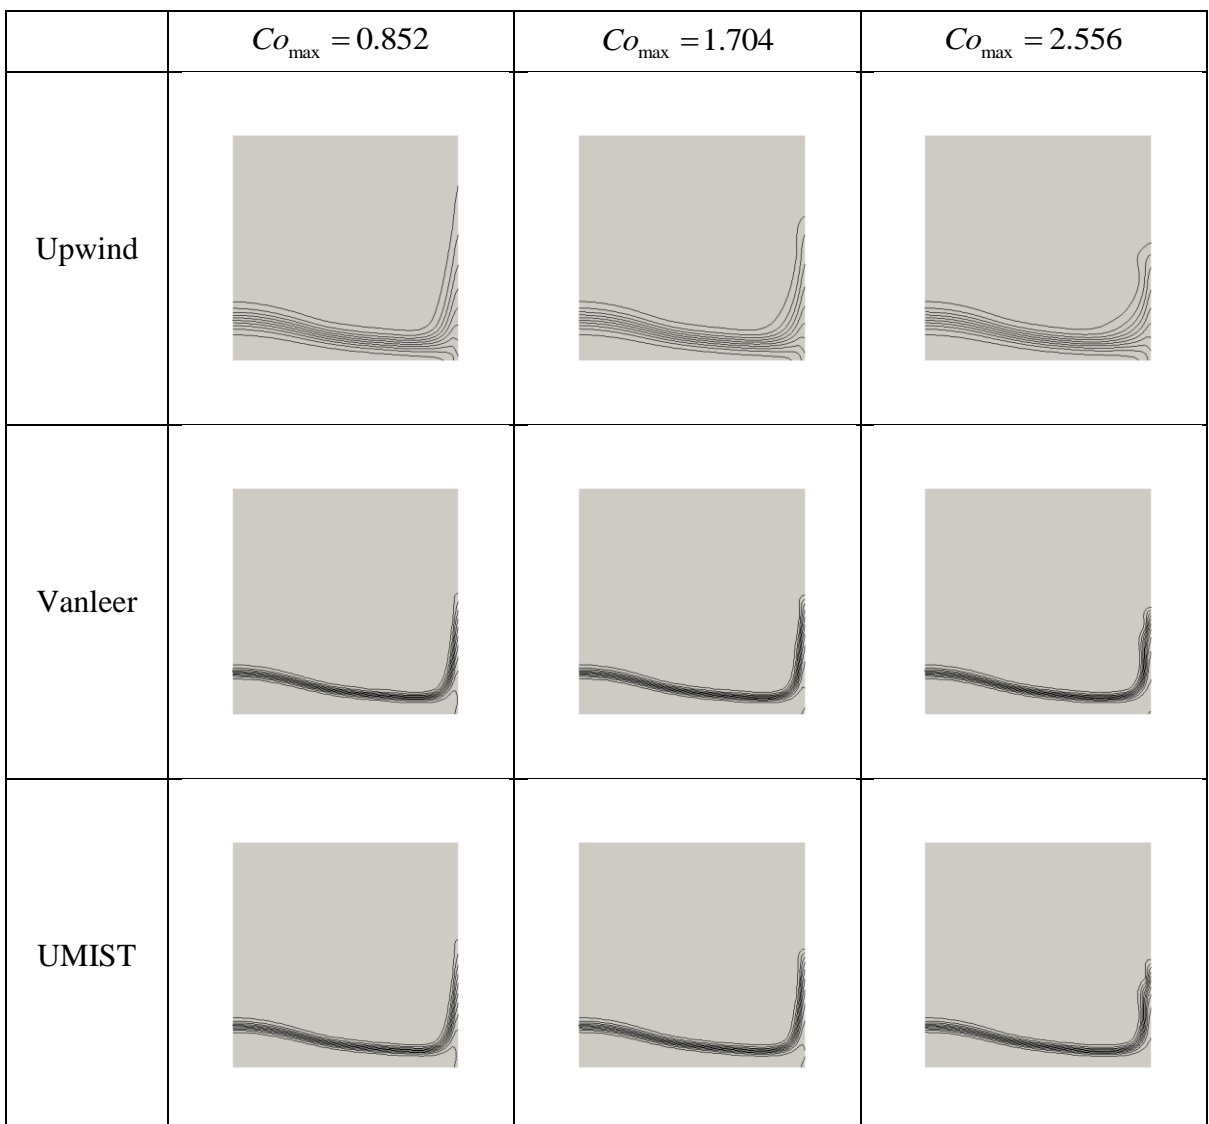 Co_max = 0.852 Co_max = 1.704 Co_max = 2.556
Upwind
Vanleer
UMIST